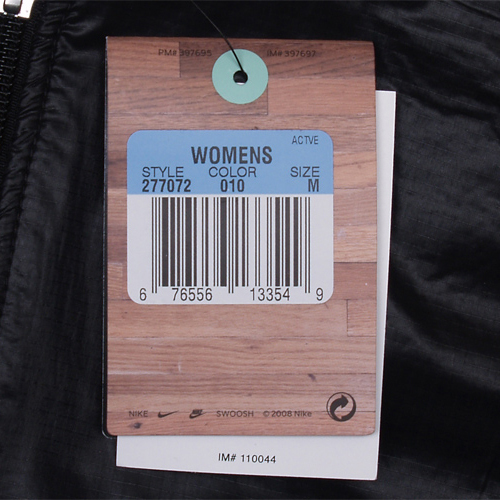 PM# 397695 IM# 397697
ACTVE
WOMENS
STYLE COLOR SIZE
277072 010 M
6 76556 13354 9
NIKE SWOOSH © 2008 Nike
IM# 110044